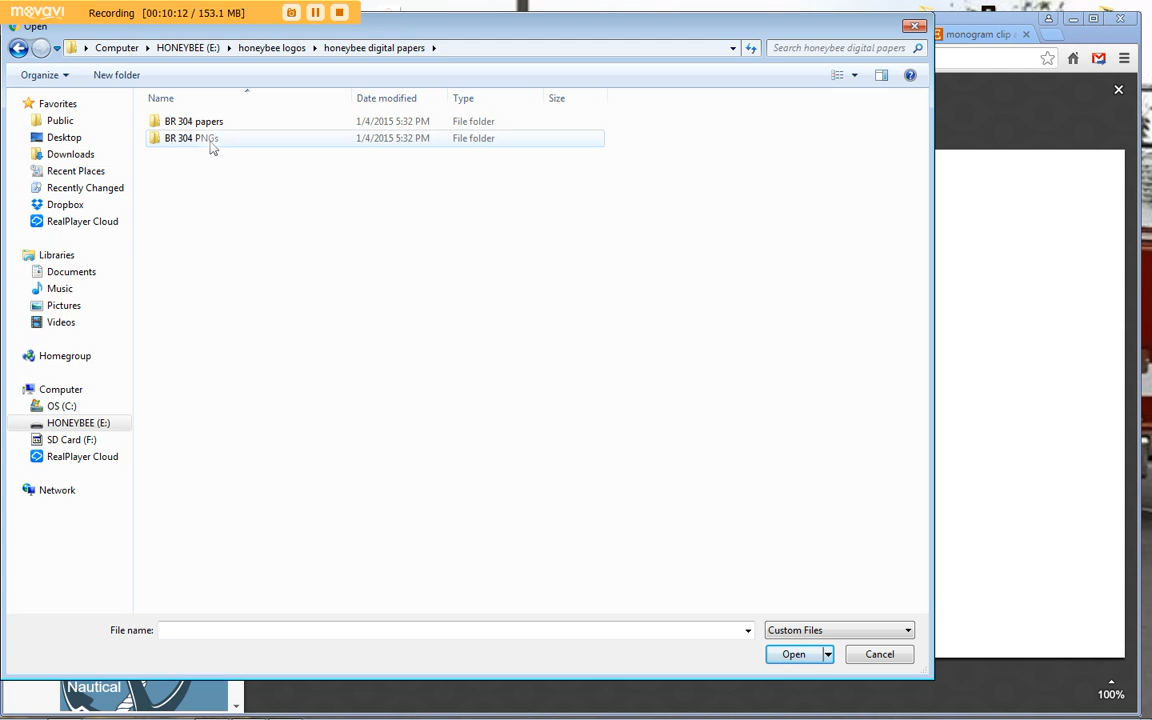 movavi Recording [00:10:12 / 153.1 MB]
Open
Computer HONEYBEE (E:) honeybee logos honeybee digital papers
Search honeybee digital papers
monogram clip
Organize New folder
Name Date modified Type Size
BR 304 papers 1/4/2015 5:32 PM File folder
BR 304 PNGs 1/4/2015 5:32 PM File folder
Favorites
Public
Desktop
Downloads
Recent Places
Recently Changed
Dropbox
RealPlayer Cloud
Libraries
Documents
Music
Pictures
Videos
Homegroup
Computer
OS (C:)
HONEYBEE (E:)
SD Card (F:)
RealPlayer Cloud
Network
File name: Custom Files
Open Cancel
Nautical
100%